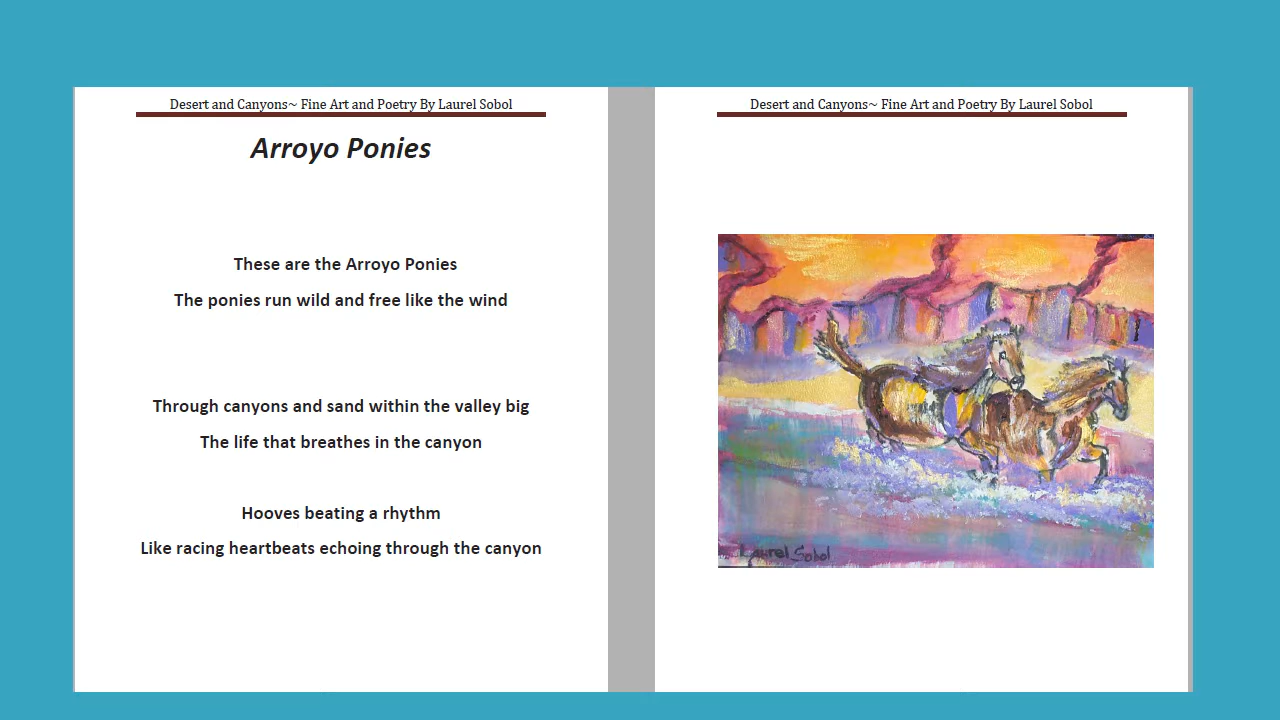 Desert and Canyons~ Fine Art and Poetry By Laurel Sobol
Arroyo Ponies
These are the Arroyo Ponies
The ponies run wild and free like the wind
Through canyons and sand within the valley big
The life that breathes in the canyon
Hooves beating a rhythm
Like racing heartbeats echoing through the canyon
Desert and Canyons~ Fine Art and Poetry By Laurel Sobol
Laurel Sobol